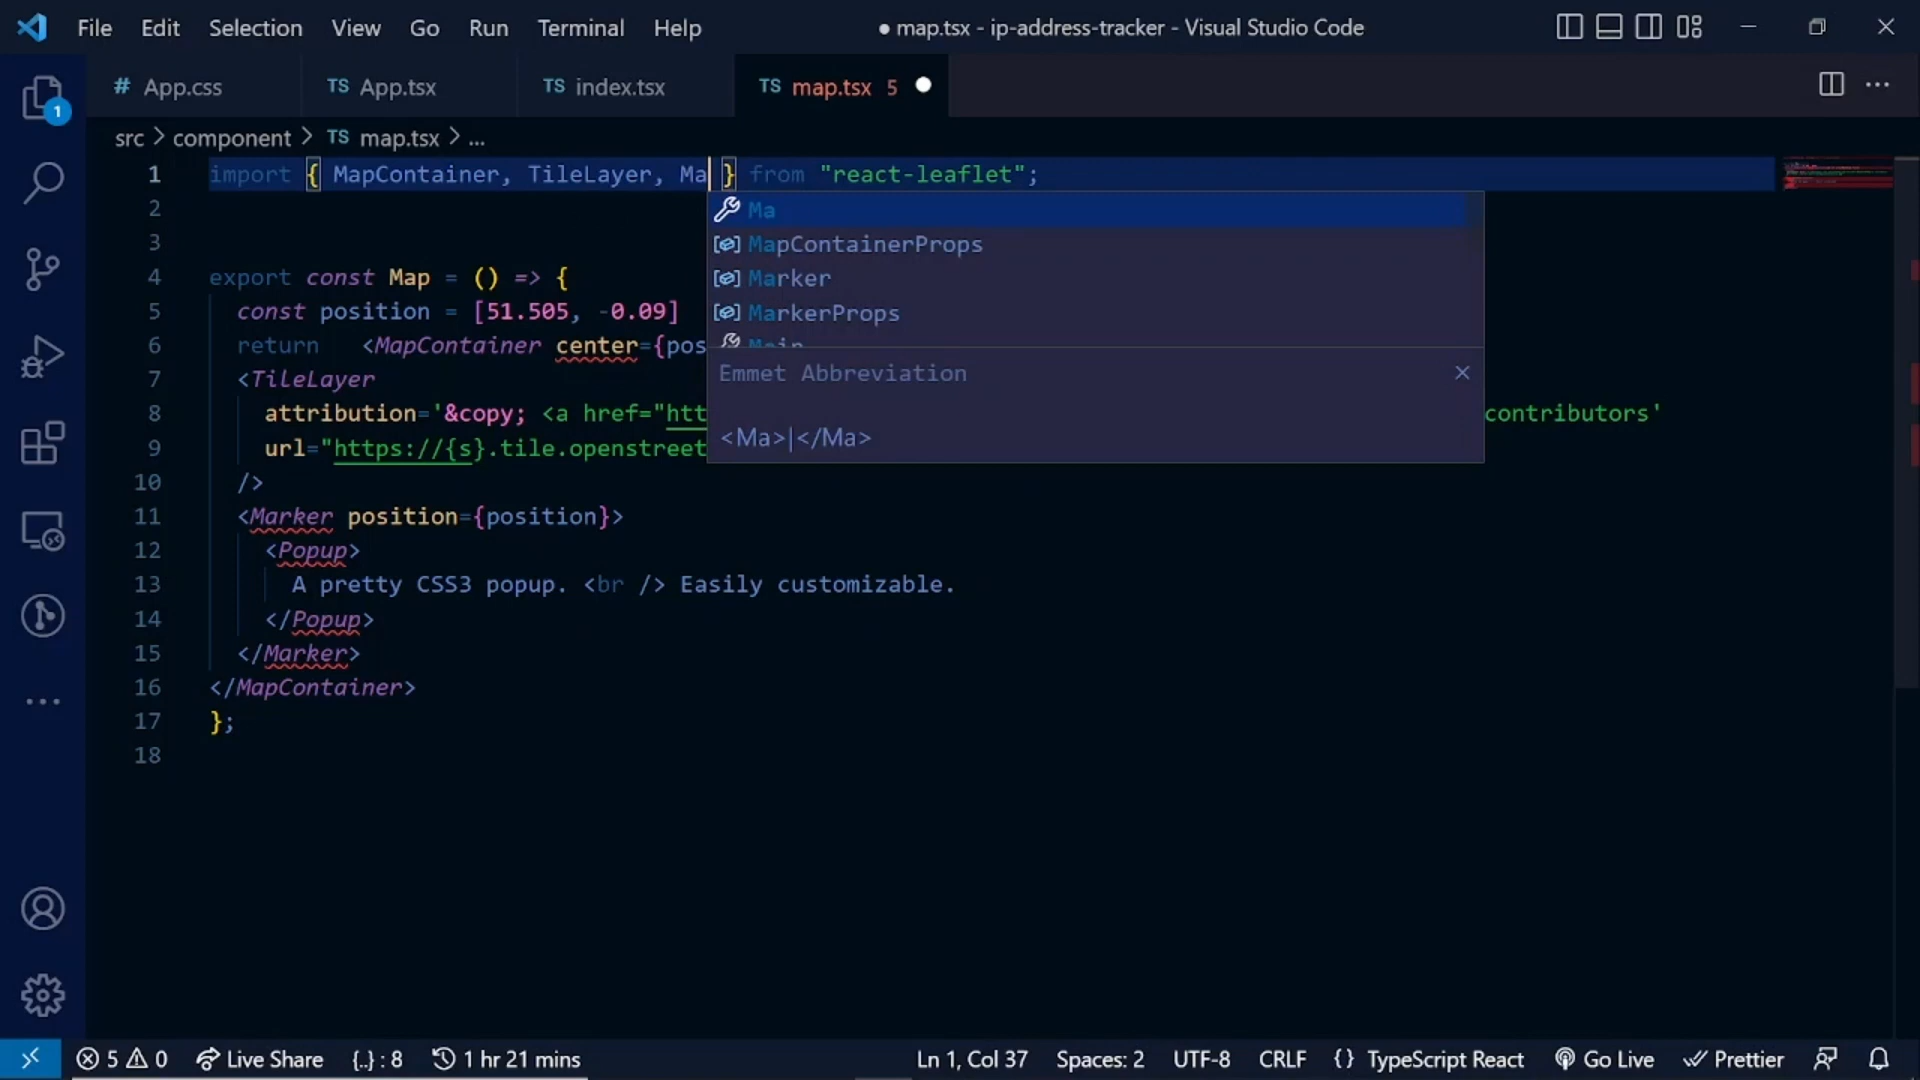 File Edit Selection View Go Run Terminal Help
● map.tsx - ip-address-tracker - Visual Studio Code
# App.css
TS App.tsx
TS index.tsx
TS map.tsx 5 ●
1
src > component > TS map.tsx > ...
1 import { MapContainer, TileLayer, Ma } from "react-leaflet";
2
3
4 export const Map = () => {
5 const position = [51.505, -0.09]
6 return <MapContainer center={pos
7 <TileLayer
8 attribution='&copy; <a href="htt contributors'
9 url="https://{s}.tile.openstreet
10 />
11 <Marker position={position}>
12 <Popup>
13 A pretty CSS3 popup. <br /> Easily customizable.
14 </Popup>
15 </Marker>
16 </MapContainer>
17 };
18
Ma
MapContainerProps
Marker
MarkerProps
Main
Emmet Abbreviation
<Ma>|</Ma>
5 0 Live Share {..} : 8 1 hr 21 mins
Ln 1, Col 37 Spaces: 2 UTF-8 CRLF { } TypeScript React Go Live Prettier